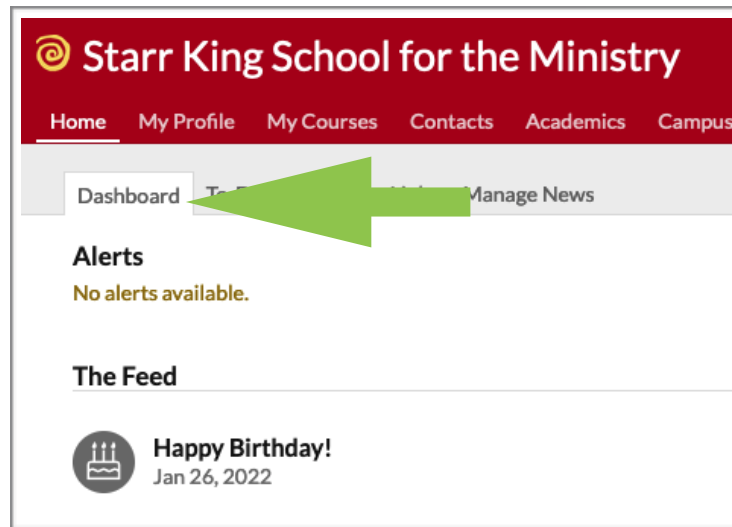 Starr King School for the Ministry
Home My Profile My Courses Contacts Academics Campus
Dashboard Manage News
Alerts
No alerts available.
The Feed
Happy Birthday!
Jan 26, 2022